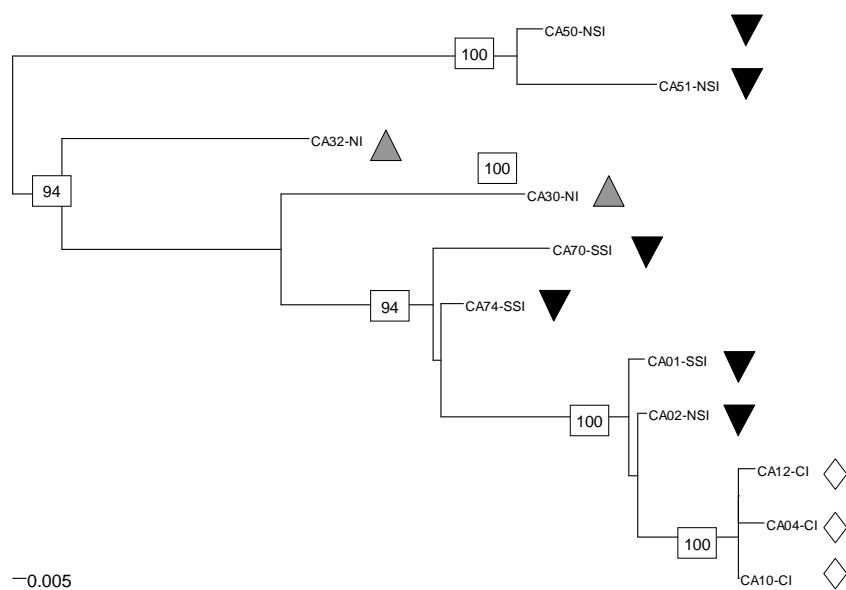 100
CA50-NSI
CA51-NSI
CA32-NI
100
94
CA30-NI
CA70-SSI
94
CA74-SSI
CA01-SSI
100
CA02-NSI
CA12-CI
CA04-CI
100
CA10-CI
0.005